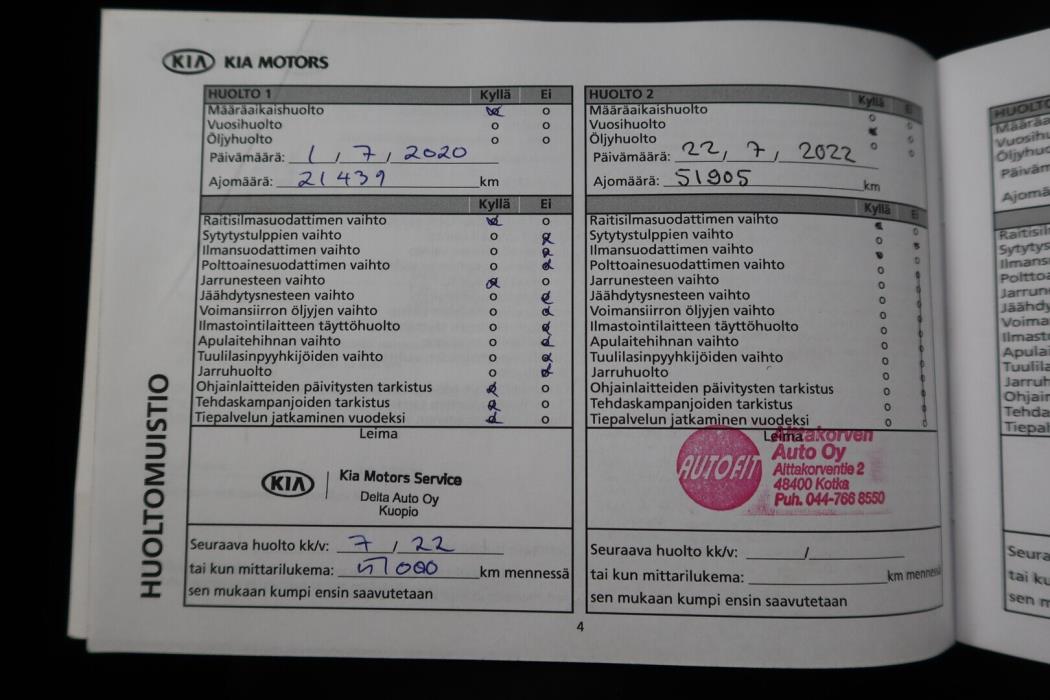 KIA KIA MOTORS
HUOLTO 1 Kyllä Ei
Määräaikaishuolto
Vuosihuolto
Öljyhuolto
Päivämäärä: 1 / 7 / 2020
Ajomäärä: 21439 km
Kyllä Ei
Raitisilmasuodattimen vaihto
Sytytystulppien vaihto
Ilmansuodattimen vaihto
Polttoainesuodattimen vaihto
Jarrunesteen vaihto
Jäähdytysnesteen vaihto
Voimansiirron öljyjen vaihto
Ilmastointilaitteen täyttöhuolto
Apulaitehihnan vaihto
Tuulilasinpyyhkijöiden vaihto
Jarruhuolto
Ohjainlaitteiden päivitysten tarkistus
Tehdaskampanjoiden tarkistus
Tiepalvelun jatkaminen vuodeksi
Leima
KIA Kia Motors Service
Delta Auto Oy
Kuopio
Seuraava huolto kk/v: 7 / 22
tai kun mittarilukema: 51000 km mennessä
sen mukaan kumpi ensin saavutetaan
HUOLTO 2 Kyllä Ei
Määräaikaishuolto
Vuosihuolto
Öljyhuolto
Päivämäärä: 22 / 7 / 2022
Ajomäärä: 51905 km
Kyllä Ei
Raitisilmasuodattimen vaihto
Sytytystulppien vaihto
Ilmansuodattimen vaihto
Polttoainesuodattimen vaihto
Jarrunesteen vaihto
Jäähdytysnesteen vaihto
Voimansiirron öljyjen vaihto
Ilmastointilaitteen täyttöhuolto
Apulaitehihnan vaihto
Tuulilasinpyyhkijöiden vaihto
Jarruhuolto
Ohjainlaitteiden päivitysten tarkistus
Tehdaskampanjoiden tarkistus
Tiepalvelun jatkaminen vuodeksi
Leima
AUTOFIT
Aittakorven
Auto Oy
Aittakorventie 2
48400 Kotka
Puh. 044-766 8550
Seuraava huolto kk/v: /
tai kun mittarilukema: km mennessä
sen mukaan kumpi ensin saavutetaan
HUOLTOMUISTIO
4